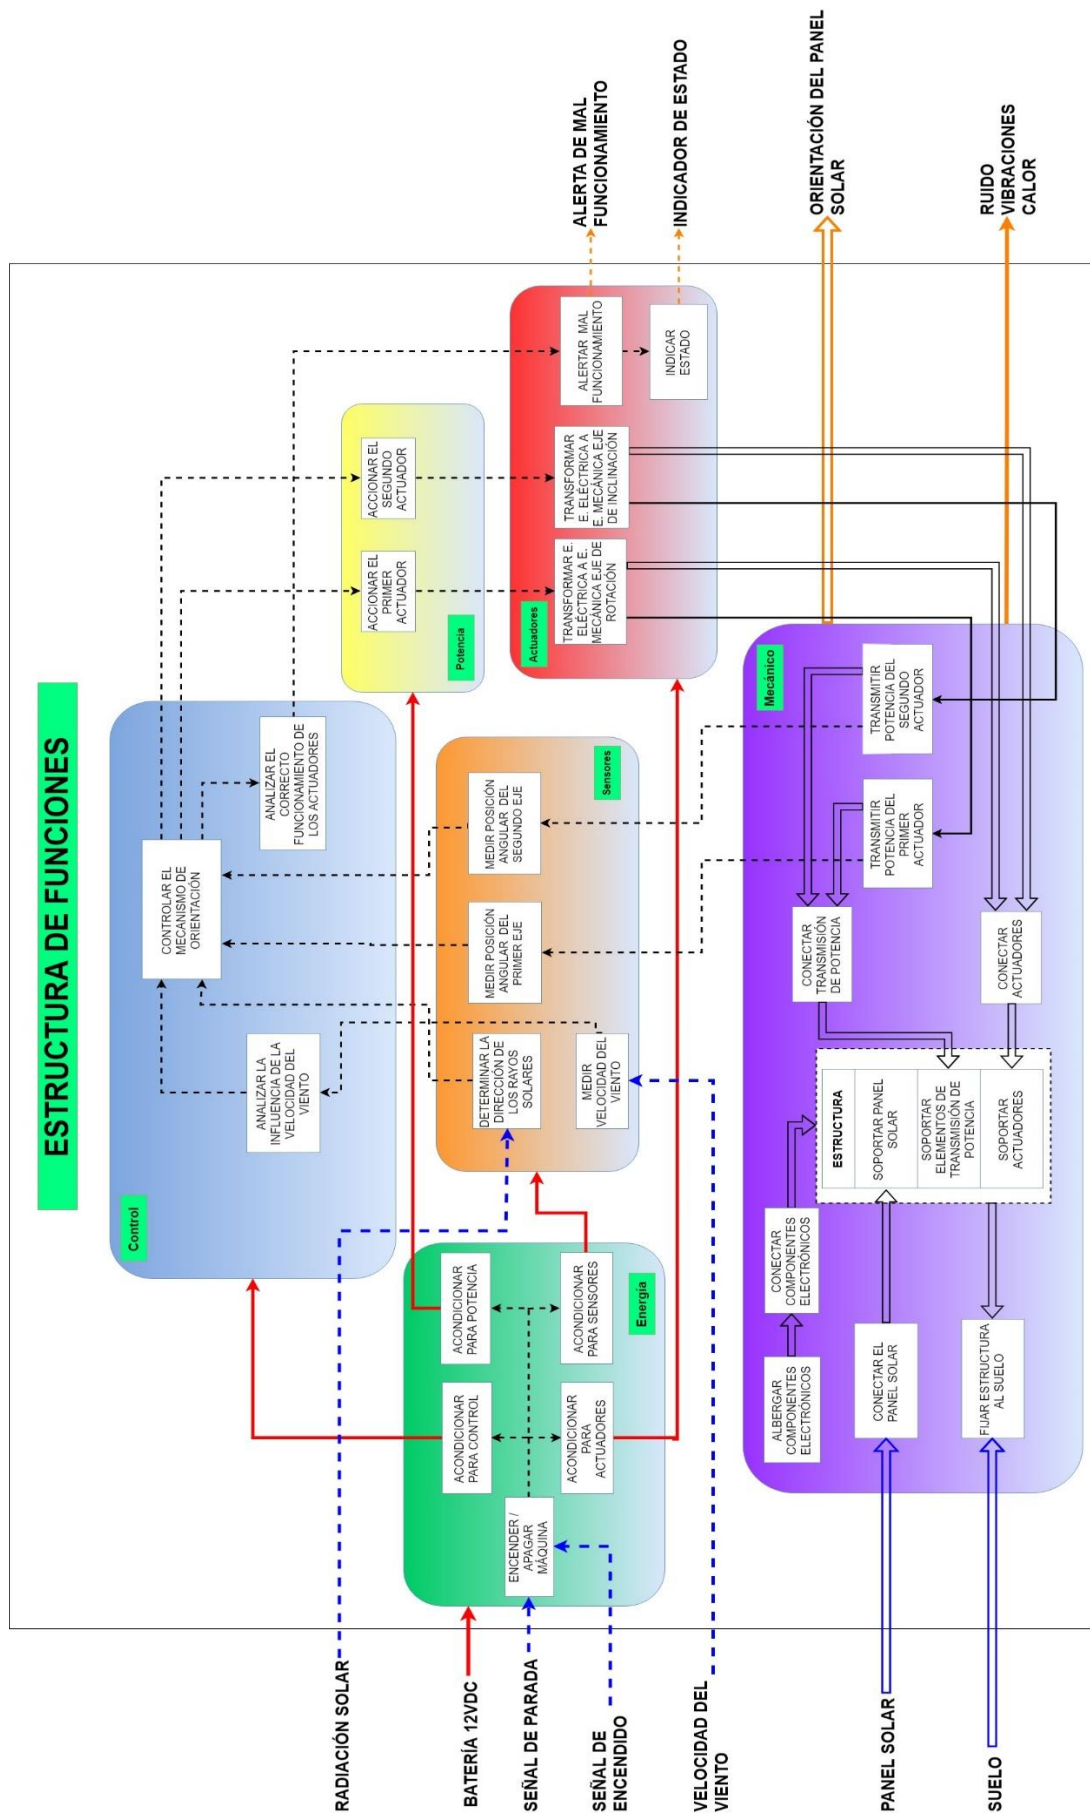 ESTRUCTURA DE FUNCIONES
RADIACIÓN SOLAR
BATERÍA 12VDC
SEÑAL DE PARADA
SEÑAL DE
ENCENDIDO
VELOCIDAD DEL
VIENTO
PANEL SOLAR
SUELO
Control
ANALIZAR LA
INFLUENCIA DE LA
VELOCIDAD DEL
VIENTO
CONTROLAR EL
MECANISMO DE
ORIENTACIÓN
ANALIZAR EL
CORRECTO
FUNCIONAMIENTO DE
LOS ACTUADORES
ENCENDER /
APAGAR
MÁQUINA
ACONDICIONAR
PARA CONTROL
ACONDICIONAR
PARA POTENCIA
ACONDICIONAR
PARA
ACTUADORES
ACONDICIONAR
PARA SENSORES
Energía
DETERMINAR LA
DIRECCIÓN DE
LOS RAYOS
SOLARES
MEDIR
VELOCIDAD DEL
VIENTO
MEDIR POSICIÓN
ANGULAR DEL
PRIMER EJE
MEDIR POSICIÓN
ANGULAR DEL
SEGUNDO EJE
Sensores
ACCIONAR EL
PRIMER
ACTUADOR
ACCIONAR EL
SEGUNDO
ACTUADOR
Potencia
Actuadores
TRANSFORMAR E.
ELÉCTRICA A E.
MECÁNICA EJE DE
ROTACIÓN
TRANSFORMAR
E. ELÉCTRICA A
E. MECÁNICA EJE
DE INCLINACIÓN
ALERTAR MAL
FUNCIONAMIENTO
INDICAR
ESTADO
Mecánico
ALBERGAR
COMPONENTES
ELECTRÓNICOS
CONECTAR
COMPONENTES
ELECTRÓNICOS
CONECTAR EL
PANEL SOLAR
FIJAR ESTRUCTURA
AL SUELO
ESTRUCTURA
SOPORTAR PANEL
SOLAR
SOPORTAR
ELEMENTOS DE
TRANSMISIÓN DE
POTENCIA
SOPORTAR
ACTUADORES
CONECTAR
TRANSMISIÓN
DE POTENCIA
CONECTAR
ACTUADORES
TRANSMITIR
POTENCIA DEL
PRIMER
ACTUADOR
TRANSMITIR
POTENCIA DEL
SEGUNDO
ACTUADOR
ALERTA DE MAL
FUNCIONAMIENTO
INDICADOR DE ESTADO
ORIENTACIÓN DEL PANEL
SOLAR
RUIDO
VIBRACIONES
CALOR